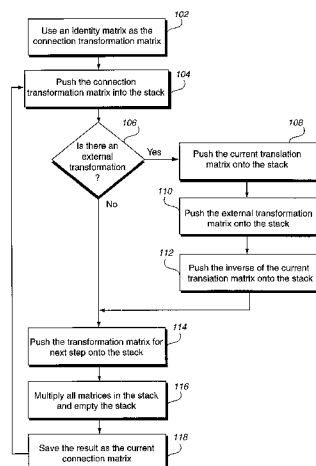 102
Use an identity matrix as the
connection transformation matrix
104
Push the connection
transformation matrix into the stack
106
Is there an
external
transformation
?
Yes
No
108
Push the current translation
matrix onto the stack
110
Push the external transformation
matrix onto the stack
112
Push the inverse of the current
translation matrix onto the stack
114
Push the transformation matrix for
next step onto the stack
116
Multiply all matrices in the stack
and empty the stack
118
Save the result as the current
connection matrix